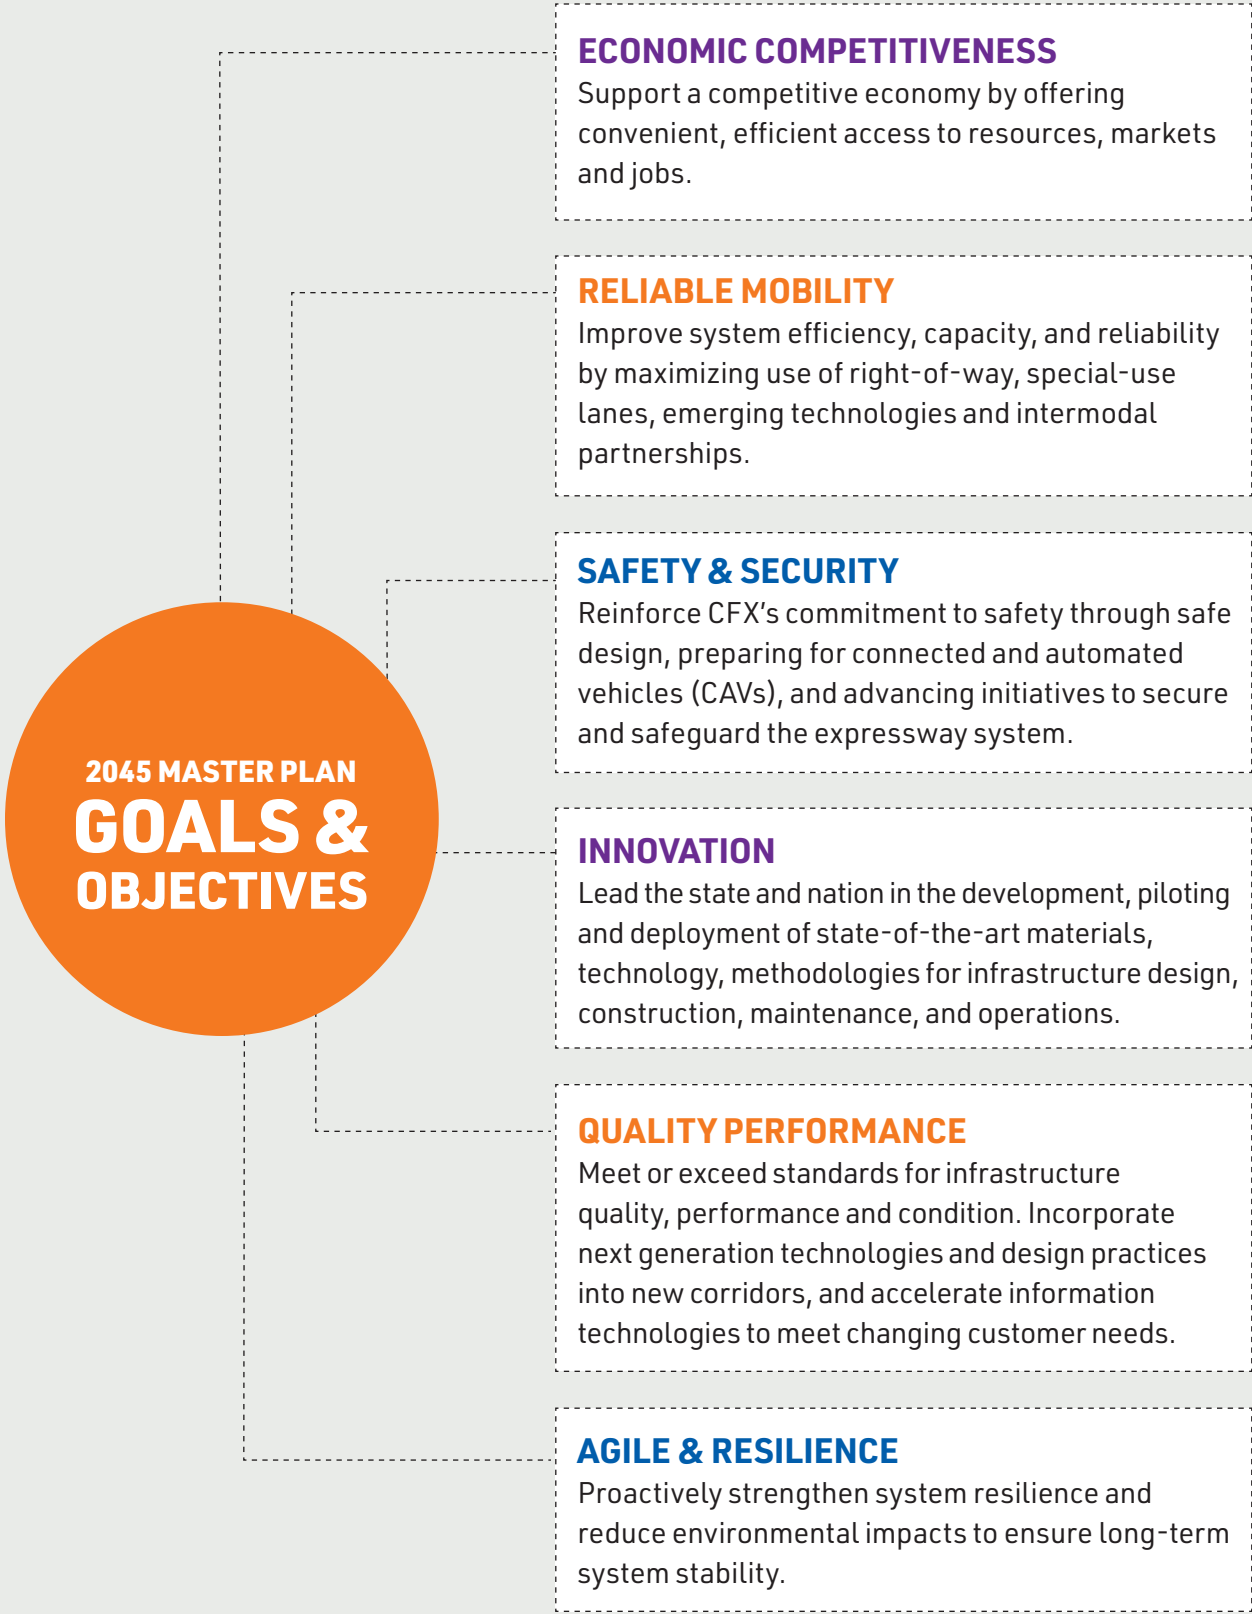 ECONOMIC COMPETITIVENESS
Support a competitive economy by offering
convenient, efficient access to resources, markets
and jobs.
RELIABLE MOBILITY
Improve system efficiency, capacity, and reliability
by maximizing use of right-of-way, special-use
lanes, emerging technologies and intermodal
partnerships.
SAFETY & SECURITY
Reinforce CFX's commitment to safety through safe
design, preparing for connected and automated
vehicles (CAVs), and advancing initiatives to secure
and safeguard the expressway system.
2045 MASTER PLAN
GOALS &
OBJECTIVES
INNOVATION
Lead the state and nation in the development, piloting
and deployment of state-of-the-art materials,
technology, methodologies for infrastructure design,
construction, maintenance, and operations.
QUALITY PERFORMANCE
Meet or exceed standards for infrastructure
quality, performance and condition. Incorporate
next generation technologies and design practices
into new corridors, and accelerate information
technologies to meet changing customer needs.
AGILE & RESILIENCE
Proactively strengthen system resilience and
reduce environmental impacts to ensure long-term
system stability.